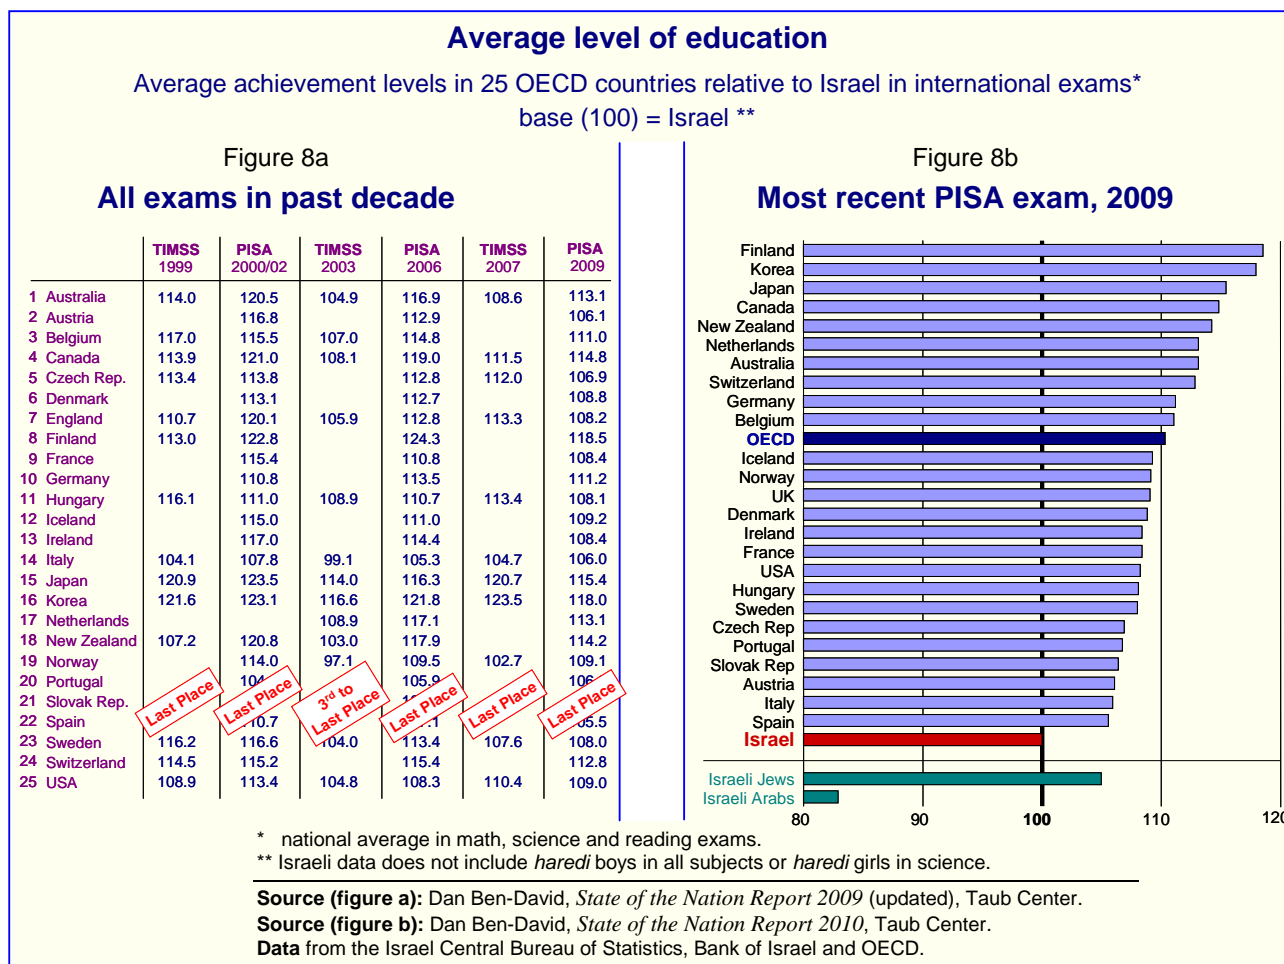 Average level of education
Average achievement levels in 25 OECD countries relative to Israel in international exams*
base (100) = Israel **
Figure 8a
All exams in past decade
TIMSS PISA TIMSS PISA TIMSS PISA
1999 2000/02 2003 2006 2007 2009
1 Australia 114.0 120.5 104.9 116.9 108.6 113.1
2 Austria 116.8 112.9 106.1
3 Belgium 117.0 115.5 107.0 114.8 111.0
4 Canada 113.9 121.0 108.1 119.0 111.5 114.8
5 Czech Rep. 113.4 113.8 112.8 112.0 106.9
6 Denmark 113.1 112.7 108.8
7 England 110.7 120.1 105.9 112.8 113.3 108.2
8 Finland 113.0 122.8 124.3 118.5
9 France 115.4 110.8 108.4
10 Germany 110.8 113.5 111.2
11 Hungary 116.1 111.0 108.9 110.7 113.4 108.1
12 Iceland 115.0 111.0 109.2
13 Ireland 117.0 114.4 108.4
14 Italy 104.1 107.8 99.1 105.3 104.7 106.0
15 Japan 120.9 123.5 114.0 116.3 120.7 115.4
16 Korea 121.6 123.1 116.6 121.8 123.5 118.0
17 Netherlands 108.9 117.1 113.1
18 New Zealand 107.2 120.8 103.0 117.9 114.2
19 Norway 114.0 97.1 109.5 102.7 109.1
20 Portugal 105.9
21 Slovak Rep.
22 Spain
23 Sweden 116.2 116.6 104.0 113.4 107.6 108.0
24 Switzerland 114.5 115.2 115.4 112.8
25 USA 108.9 113.4 104.8 108.3 110.4 109.0
Last Place
Last Place
3rd to
Last Place
Last Place
Last Place
Last Place
Figure 8b
Most recent PISA exam, 2009
Finland
Korea
Japan
Canada
New Zealand
Netherlands
Australia
Switzerland
Germany
Belgium
OECD
Iceland
Norway
UK
Denmark
Ireland
France
USA
Hungary
Sweden
Czech Rep
Portugal
Slovak Rep
Austria
Italy
Spain
Israel
Israeli Jews
Israeli Arabs
80 90 100 110
* national average in math, science and reading exams.
** Israeli data does not include haredi boys in all subjects or haredi girls in science.
Source (figure a): Dan Ben-David, State of the Nation Report 2009 (updated), Taub Center.
Source (figure b): Dan Ben-David, State of the Nation Report 2010, Taub Center.
Data from the Israel Central Bureau of Statistics, Bank of Israel and OECD.